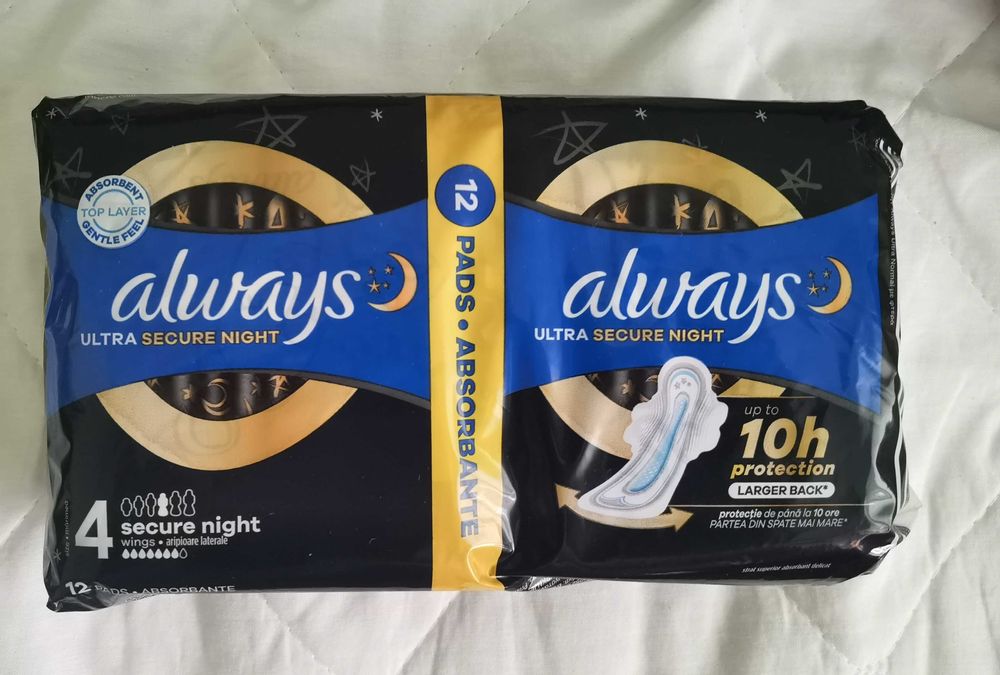 ABSORBENT
TOP LAYER
GENTLE FEEL
always
ULTRA SECURE NIGHT
4
secure night
wings • aripioare laterale
12 PADS • ABSORBANTE
12
PADS • ABSORBANTE
always
ULTRA SECURE NIGHT
up to
10h
protection
LARGER BACK*
protecție de până la 10 ore
PARTEA DIN SPATE MAI MARE*
strat superior absorbant delicat